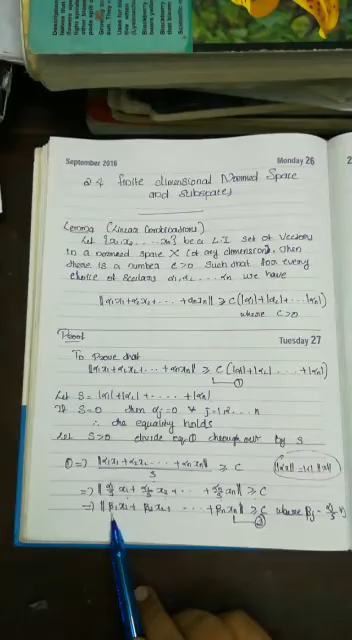 September 2016 Monday 26
2.4 Finite dimensional Normed Space
and subspaces
Lemma (Linear Combinations)
Let {x₁,x₂,...xn} be a L.I set of vectors
in a normed space X (of any dimension), then
there is a number c>0 such that for every
choice of scalars α₁,α₂,...αn we have
||α₁x₁+α₂x₂+...+αnxn|| ≥ c(|α₁|+|α₂|+...|αn|)
where c>0
Proof Tuesday 27
To Prove that
||α₁x₁+α₂x₂+...+αnxn|| ≥ c(|α₁|+|α₂|...+|αn|)
①
Let S=|α₁|+|α₂|+...+|αn|
If S=0 then αj=0 ∀ j=1,2...n
∴ the equality holds
Let S>0 divide eq① throughout by s
①=> ||α₁x₁+α₂x₂...+αnxn||/s ≥ c ||αx||=|α| ||x||
=> ||α₁/s x₁+α₂/s x₂+...+αn/s xn|| ≥ c
=> ||β₁x₁+β₂x₂+...+βnxn|| ≥ c where βj=αj/s
②